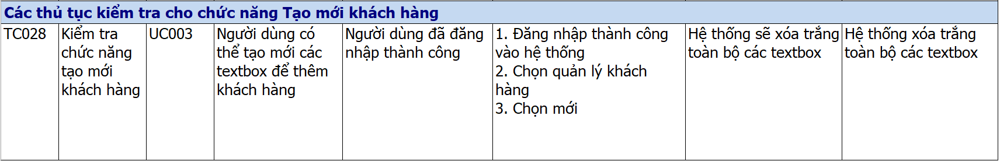 Các thủ tục kiểm tra cho chức năng Tạo mới khách hàng
TC028
Kiểm tra
chức năng
tạo mới
khách hàng
UC003
Người dùng có
thể tạo mới các
textbox để thêm
khách hàng
Người dùng đã đăng
nhập thành công
1. Đăng nhập thành công
vào hệ thống
2. Chọn quản lý khách
hàng
3. Chọn mới
Hệ thống sẽ xóa trắng
toàn bộ các textbox
Hệ thống xóa trắng
toàn bộ các textbox